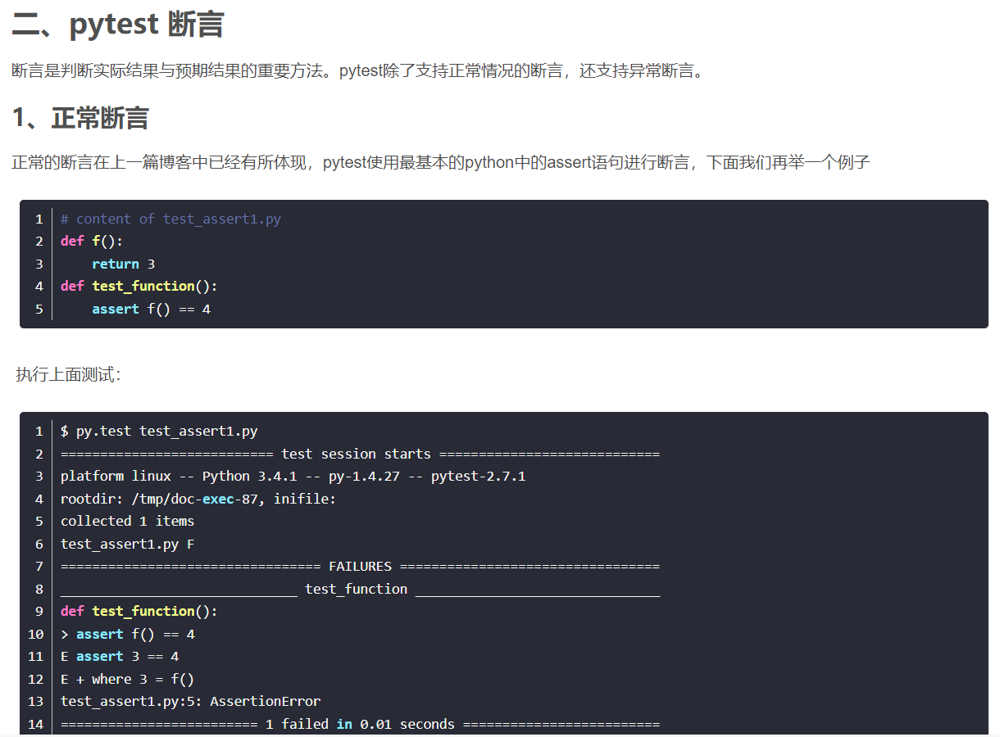 二、pytest 断言
断言是判断实际结果与预期结果的重要方法。pytest除了支持正常情况的断言，还支持异常断言。
1、正常断言
正常的断言在上一篇博客中已经有所体现，pytest使用最基本的python中的assert语句进行断言，下面我们再举一个例子
1 # content of test_assert1.py
2 def f():
3     return 3
4 def test_function():
5     assert f() == 4
执行上面测试：
1 $ py.test test_assert1.py
2 =========================== test session starts ============================
3 platform linux -- Python 3.4.1 -- py-1.4.27 -- pytest-2.7.1
4 rootdir: /tmp/doc-exec-87, inifile:
5 collected 1 items
6 test_assert1.py F
7 ================================= FAILURES =================================
8 ______________________________ test_function _______________________________
9 def test_function():
10 > assert f() == 4
11 E assert 3 == 4
12 E + where 3 = f()
13 test_assert1.py:5: AssertionError
14 ========================= 1 failed in 0.01 seconds =========================